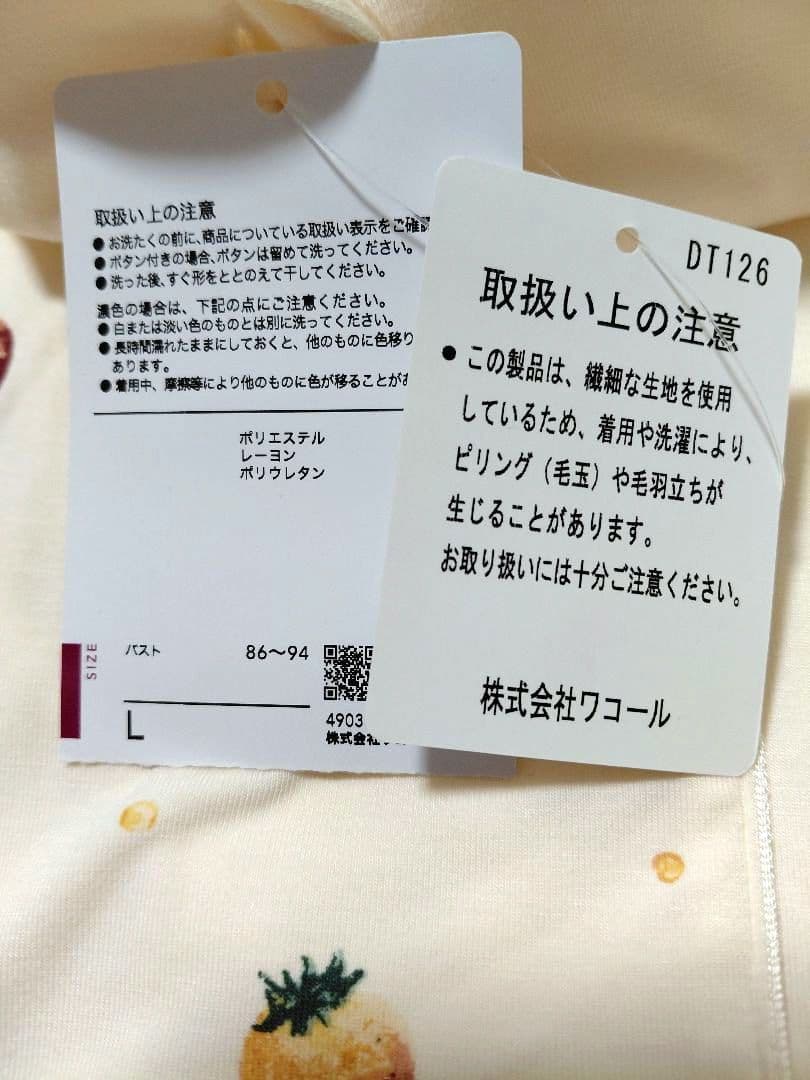 取扱い上の注意
●お洗たくの前に、商品についている取扱い表示をご確認
●ボタン付きの場合、ボタンは留めて洗ってください。
●洗った後、すぐ形をととのえて干してください。
濃色の場合は、下記の点にご注意ください。
●白または淡い色のものとは別に洗ってください。
●長時間濡れたままにしておくと、他のものに色移り
あります。
●着用中、摩擦等により他のものに色が移ることが
ポリエステル
レーヨン
ポリウレタン
SIZE
バスト 86〜94
L
4903
株式会社ワ
DT126
取扱い上の注意
●この製品は、繊細な生地を使用
しているため、着用や洗濯により、
ピリング（毛玉）や毛羽立ちが
生じることがあります。
お取り扱いには十分ご注意ください。
株式会社ワコール